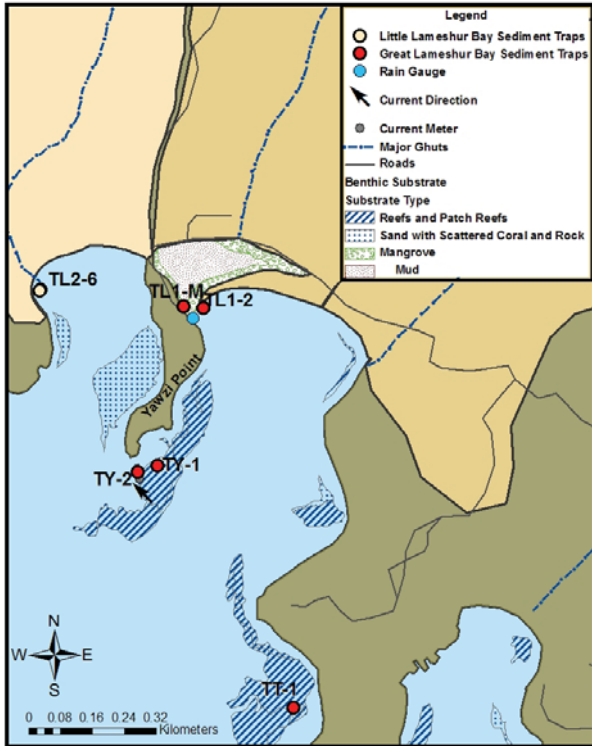 Legend
Little Lameshur Bay Sediment Traps
Great Lameshur Bay Sediment Traps
Rain Gauge
Current Direction
Current Meter
Major Ghuts
Roads
Benthic Substrate
Substrate Type
Reefs and Patch Reefs
Sand with Scattered Coral and Rock
Mangrove
Mud
TL2-6
TL1-M
TL1-2
Yawzi Point
TY-1
TY-2
TT-1
N
W E
S
0 0.08 0.16 0.24 0.32
Kilometers